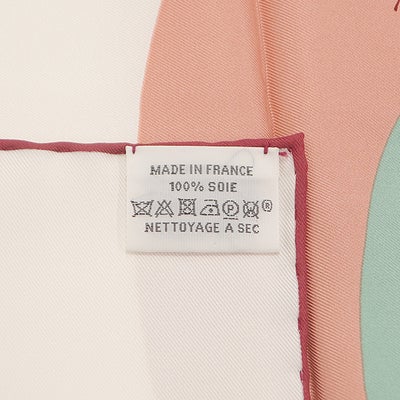 MADE IN FRANCE
100% SOIE
®
NETTOYAGE A SEC